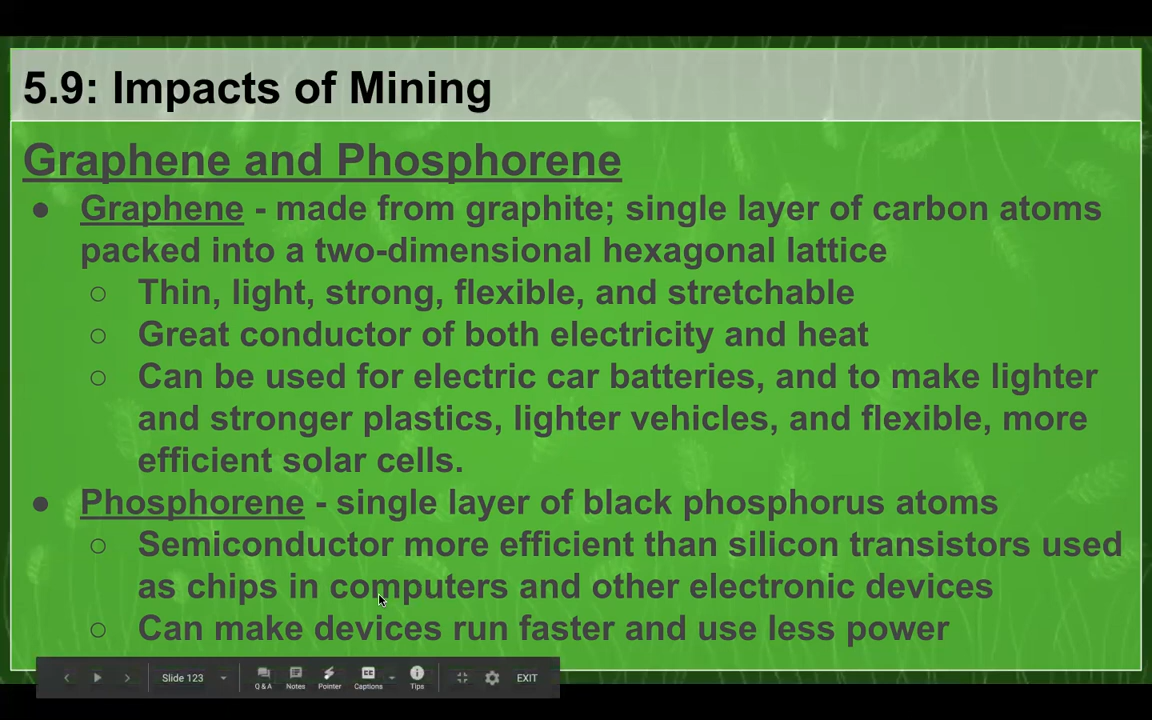 5.9: Impacts of Mining
Graphene and Phosphorene
● Graphene - made from graphite; single layer of carbon atoms
packed into a two-dimensional hexagonal lattice
○ Thin, light, strong, flexible, and stretchable
○ Great conductor of both electricity and heat
○ Can be used for electric car batteries, and to make lighter
and stronger plastics, lighter vehicles, and flexible, more
efficient solar cells.
● Phosphorene - single layer of black phosphorus atoms
○ Semiconductor more efficient than silicon transistors used
as chips in computers and other electronic devices
○ Can make devices run faster and use less power
Slide 123 Q & A Notes Pointer Captions Tips EXIT